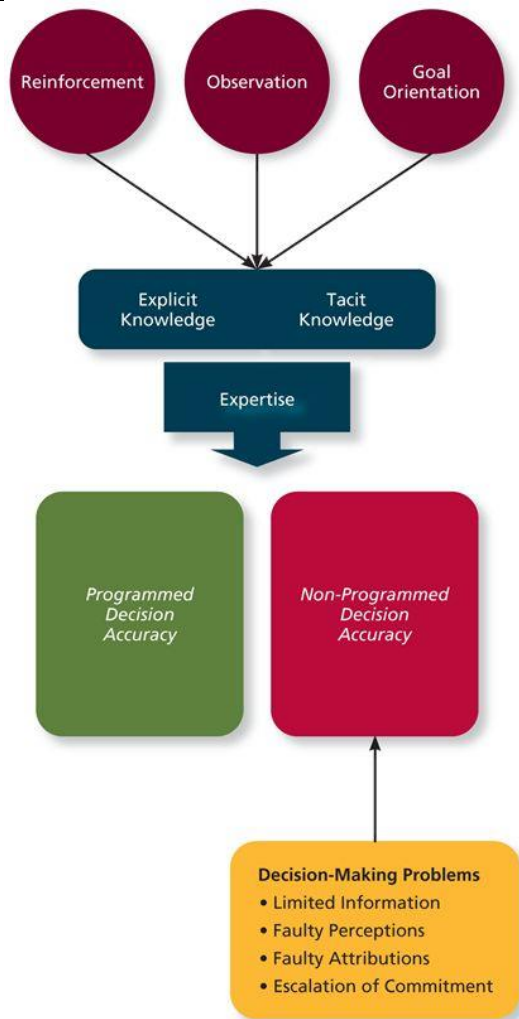 Reinforcement
Observation
Goal
Orientation
Explicit
Knowledge
Tacit
Knowledge
Expertise
Programmed
Decision
Accuracy
Non-Programmed
Decision
Accuracy
Decision-Making Problems
• Limited Information
• Faulty Perceptions
• Faulty Attributions
• Escalation of Commitment